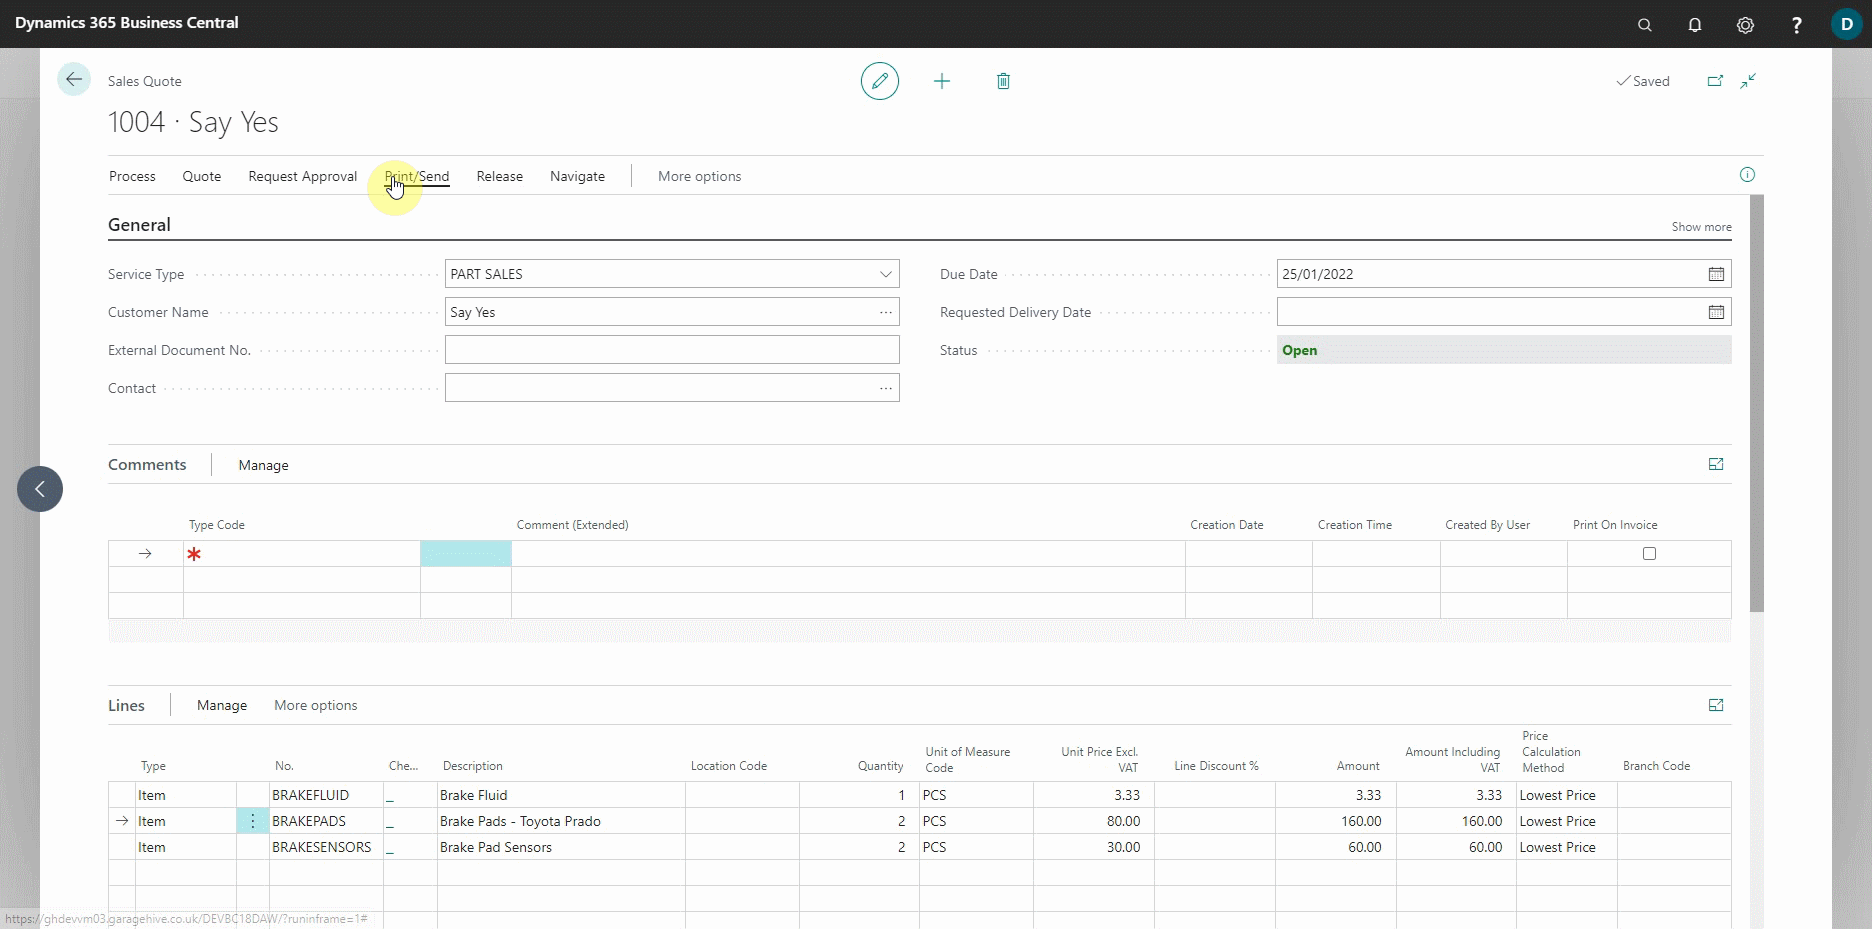 Dynamics 365 Business Central
D
Sales Quote
Saved
1004 · Say Yes
Process Quote Request Approval Print/Send Release Navigate More options
General Show more
Service Type PART SALES Due Date 25/01/2022
Customer Name Say Yes Requested Delivery Date
External Document No. Status Open
Contact
Comments Manage
Type Code Comment (Extended) Creation Date Creation Time Created By User Print On Invoice
Lines Manage More options
Type No. Che... Description Location Code Quantity Unit of Measure Code Unit Price Excl. VAT Line Discount % Amount Amount Including VAT Price Calculation Method Branch Code
Item BRAKEFLUID _ Brake Fluid 1 PCS 3.33 3.33 3.33 Lowest Price
Item BRAKEPADS _ Brake Pads - Toyota Prado 2 PCS 80.00 160.00 160.00 Lowest Price
Item BRAKESENSORS _ Brake Pad Sensors 2 PCS 30.00 60.00 60.00 Lowest Price
https://ghdevvm03.garagehive.co.uk/DEVBC18DAW/?runinframe=1#